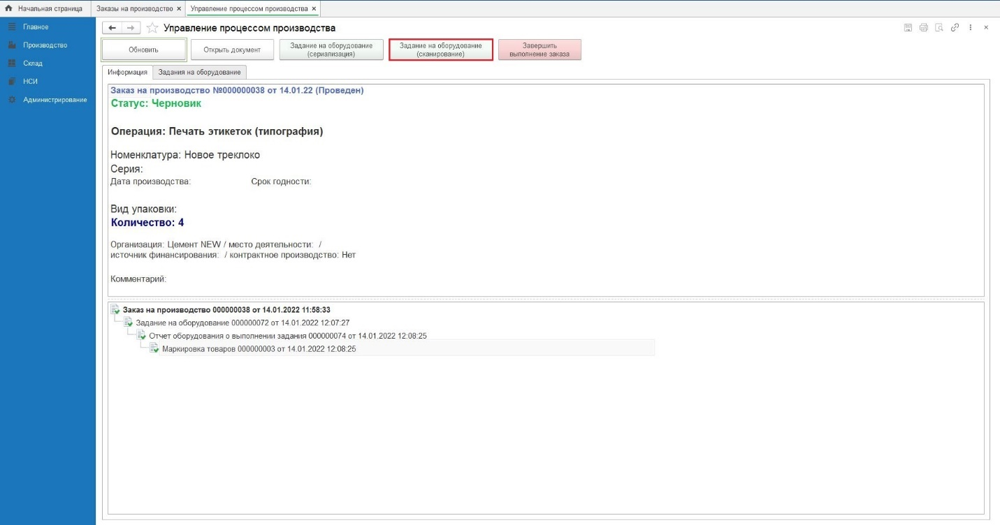 Начальная страница
Заказы на производство ×
Управление процессом производства ×
Главное
Производство
Склад
НСИ
Администрирование
Управление процессом производства
Обновить
Открыть документ
Задание на оборудование
(сериализация)
Задание на оборудование
(сканирование)
Завершить
выполнение заказа
Информация
Задания на оборудование
Заказ на производство №000000038 от 14.01.22 (Проведен)
Статус: Черновик
Операция: Печать этикеток (типография)
Номенклатура: Новое треклоко
Серия:
Дата производства: Срок годности:
Вид упаковки:
Количество: 4
Организация: Цемент NEW / место деятельности: /
источник финансирования: / контрактное производство: Нет
Комментарий:
Заказ на производство 000000038 от 14.01.2022 11:58:33
Задание на оборудование 000000072 от 14.01.2022 12:07:27
Отчет оборудования о выполнении задания 000000074 от 14.01.2022 12:08:25
Маркировка товаров 000000003 от 14.01.2022 12:08:25